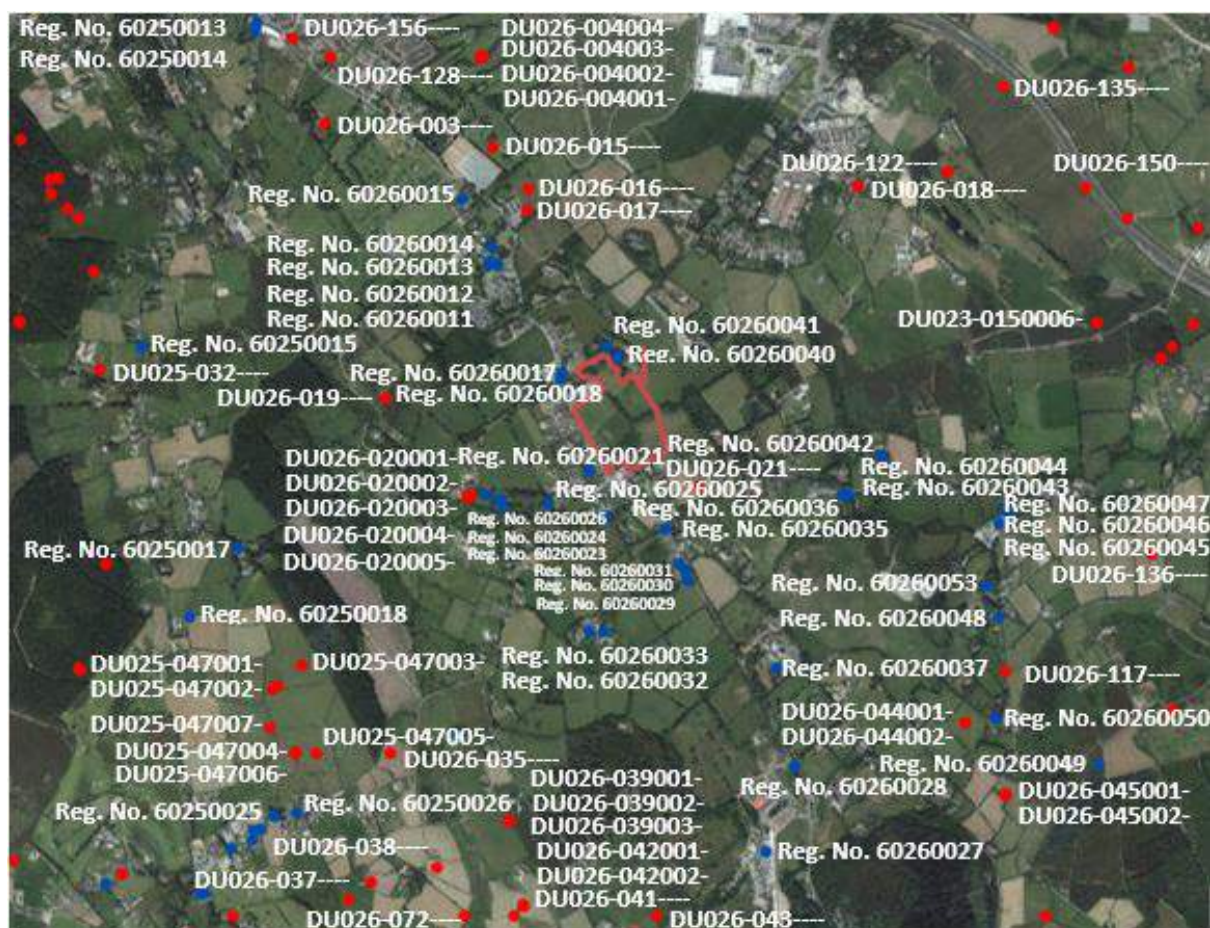 Reg. No. 60250013
DU026-156----
DU026-004004-
Reg. No. 60250014
DU026-004003-
DU026-128----
DU026-004002-
DU026-004001-
DU026-135----
DU026-003----
DU026-015----
DU026-122----
DU026-150----
DU026-016----
DU026-018----
Reg. No. 60260015
DU026-017----
Reg. No. 60260014
Reg. No. 60260013
Reg. No. 60260012
Reg. No. 60260011
Reg. No. 60260041
DU023-0150006-
Reg. No. 60250015
Reg. No. 60260040
DU025-032----
Reg. No. 60260017
DU026-019----
Reg. No. 60260018
Reg. No. 60260042
DU026-020001-
Reg. No. 60260021
DU026-021----
Reg. No. 60260044
DU026-020002-
Reg. No. 60260025
Reg. No. 60260043
DU026-020003-
Reg. No. 60260036
Reg. No. 60260047
Reg. No. 60260026
Reg. No. 60260035
Reg. No. 60260046
DU026-020004-
Reg. No. 60260024
Reg. No. 60260045
Reg. No. 60250017
Reg. No. 60260023
DU026-020005-
Reg. No. 60260031
DU026-136----
Reg. No. 60260030
Reg. No. 60260053
Reg. No. 60260029
Reg. No. 60250018
Reg. No. 60260048
Reg. No. 60260033
DU025-047001-
DU025-047003-
Reg. No. 60260037
DU026-117----
Reg. No. 60260032
DU025-047002-
DU026-044001-
Reg. No. 60260050
DU025-047007-
DU026-044002-
DU025-047005-
DU025-047004-
DU026-035----
Reg. No. 60260049
DU025-047006-
DU026-039001-
Reg. No. 60260028
DU026-045001-
Reg. No. 60250025
Reg. No. 60250026
DU026-039002-
DU026-045002-
DU026-039003-
DU026-038----
DU026-042001-
Reg. No. 60260027
DU026-037----
DU026-042002-
DU026-041----
DU026-072----
DU026-043----